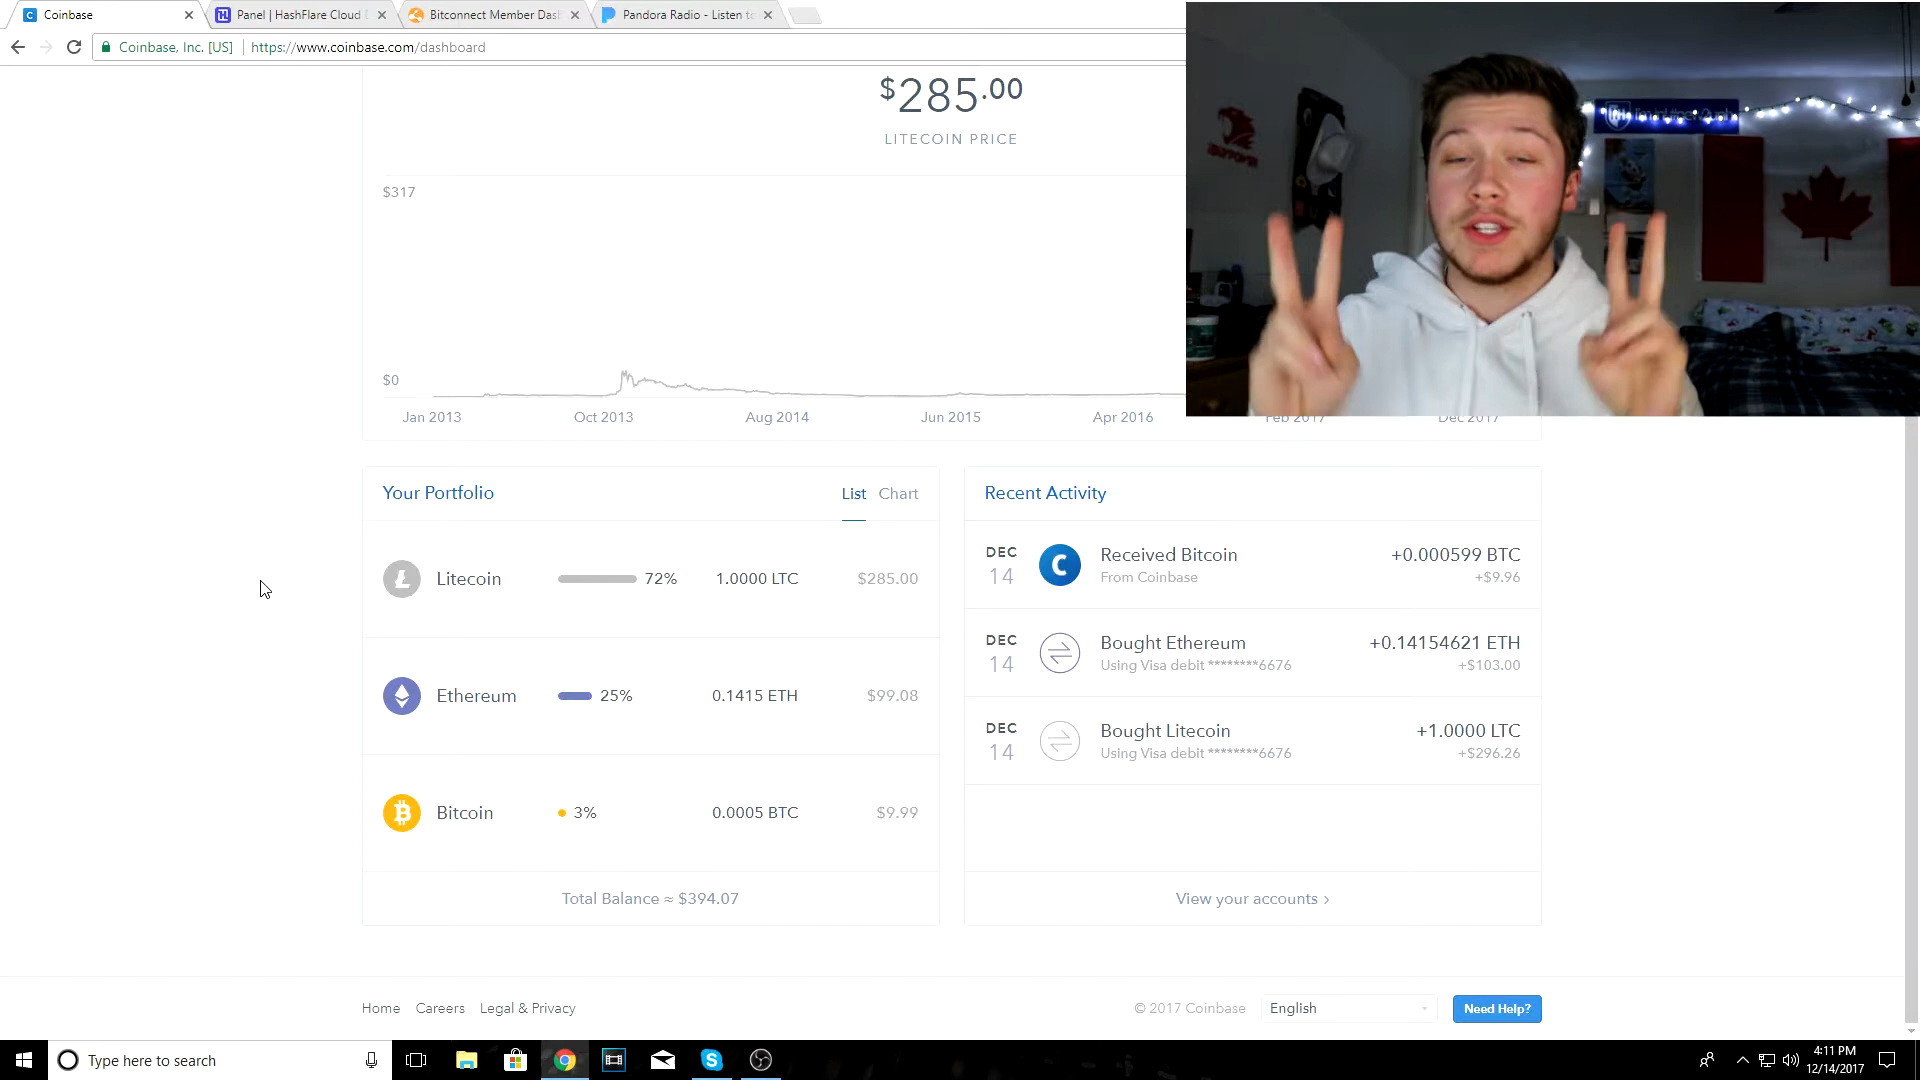 Coinbase
Panel | HashFlare Cloud
Bitconnect Member Das
Pandora Radio - Listen to
Coinbase, Inc. [US]
https://www.coinbase.com/dashboard
$285.00
LITECOIN PRICE
$317
$0
Jan 2013
Oct 2013
Aug 2014
Jun 2015
Apr 2016
Feb 2017
Dec 2017
Your Portfolio
List Chart
Litecoin 72% 1.0000 LTC $285.00
Ethereum 25% 0.1415 ETH $99.08
Bitcoin 3% 0.0005 BTC $9.99
Total Balance ≈ $394.07
Recent Activity
DEC
14
Received Bitcoin +0.000599 BTC
From Coinbase +$9.96
DEC
14
Bought Ethereum +0.14154621 ETH
Using Visa debit ********6676 +$103.00
DEC
14
Bought Litecoin +1.0000 LTC
Using Visa debit ********6676 +$296.26
View your accounts ›
Home Careers Legal & Privacy
© 2017 Coinbase
English
Need Help?
Type here to search
4:11 PM
12/14/2017